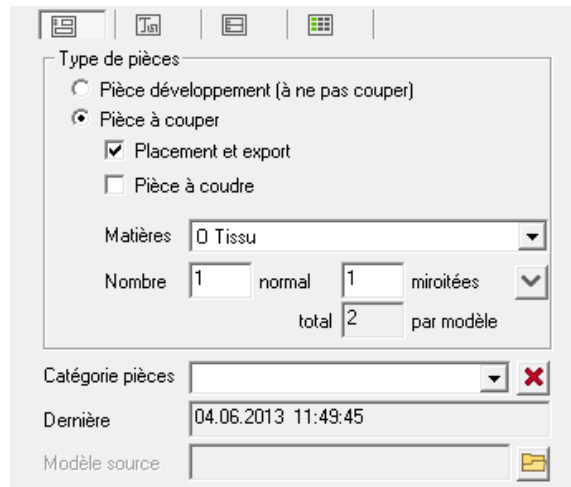 Type de pièces
Pièce développement (à ne pas couper)
Pièce à couper
Placement et export
Pièce à coudre
Matières 0 Tissu
Nombre 1 normal 1 miroitées
total 2 par modèle
Catégorie pièces
Dernière 04.06.2013 11:49:45
Modèle source